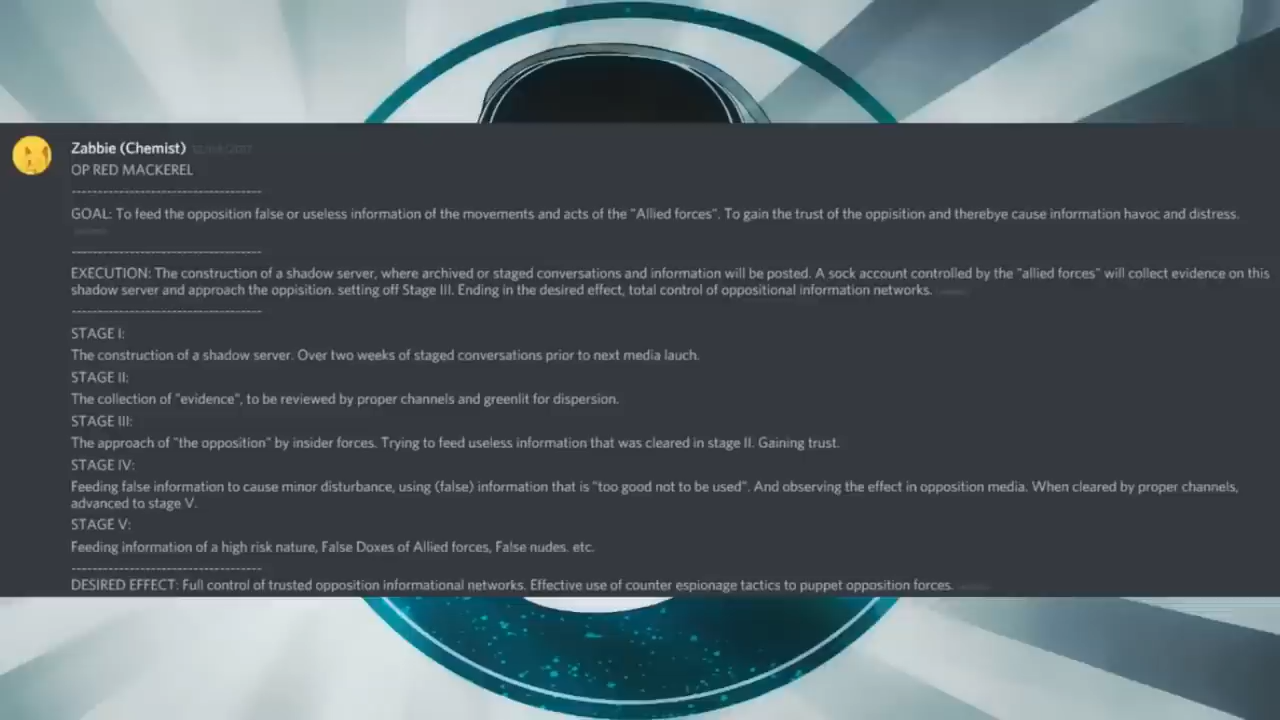 Zabbie (Chemist)
OP RED MACKEREL
-----------------------------------
GOAL: To feed the opposition false or useless information of the movements and acts of the "Allied forces". To gain the trust of the oppisition and therebye cause information havoc and distress.
-----------------------------------
EXECUTION: The construction of a shadow server, where archived or staged conversations and information will be posted. A sock account controlled by the "allied forces" will collect evidence on this
shadow server and approach the oppisition. setting off Stage III. Ending in the desired effect, total control of oppositional information networks.
-----------------------------------
STAGE I:
The construction of a shadow server. Over two weeks of staged conversations prior to next media lauch.
STAGE II:
The collection of "evidence", to be reviewed by proper channels and greenlit for dispersion.
STAGE III:
The approach of "the opposition" by insider forces. Trying to feed useless information that was cleared in stage II. Gaining trust.
STAGE IV:
Feeding false information to cause minor disturbance, using (false) information that is "too good not to be used". And observing the effect in opposition media. When cleared by proper channels,
advanced to stage V.
STAGE V:
Feeding information of a high risk nature, False Doxes of Allied forces, False nudes. etc.
-----------------------------------
DESIRED EFFECT: Full control of trusted opposition informational networks. Effective use of counter espionage tactics to puppet opposition forces.